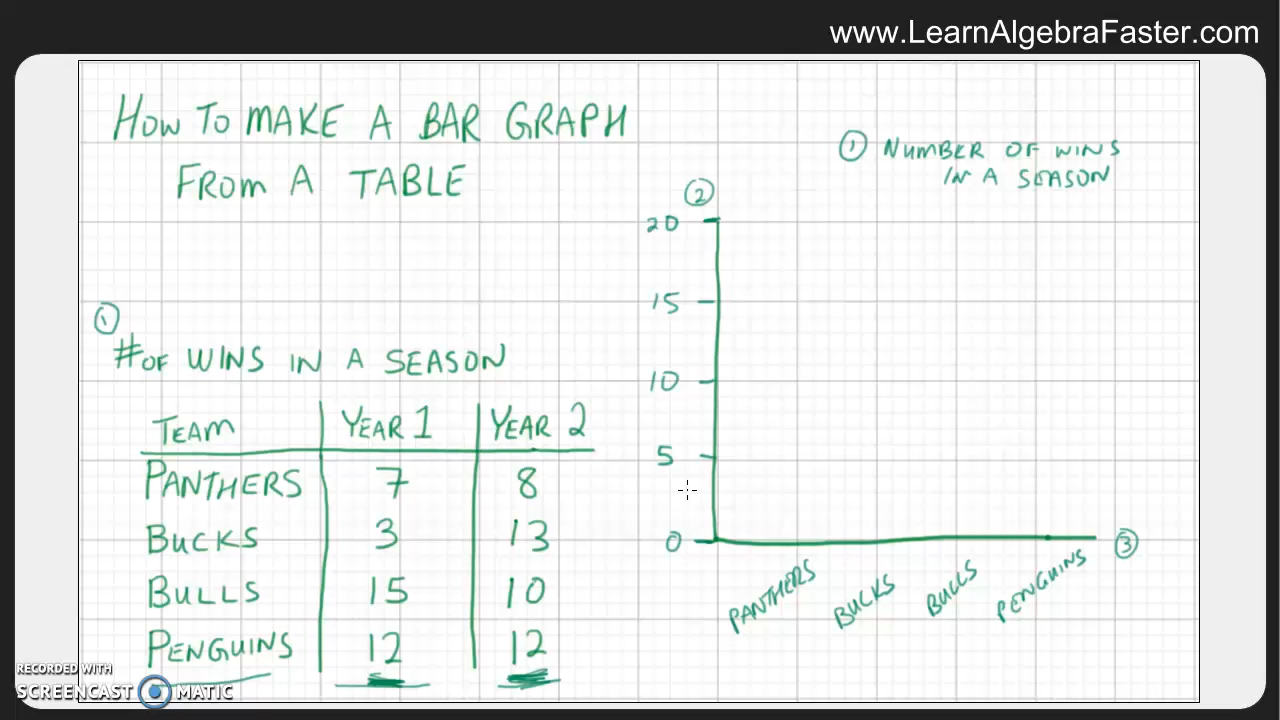 www.LearnAlgebraFaster.com
HOW TO MAKE A BAR GRAPH
FROM A TABLE
①
#OF WINS IN A SEASON
TEAM YEAR 1 YEAR 2
PANTHERS 7 8
BUCKS 3 13
BULLS 15 10
PENGUINS 12 12
① NUMBER OF WINS
IN A SEASON
②
20
15
10
5
0
③
PANTHERS
BUCKS
BULLS
PENGUINS
RECORDED WITH
SCREENCAST MATIC